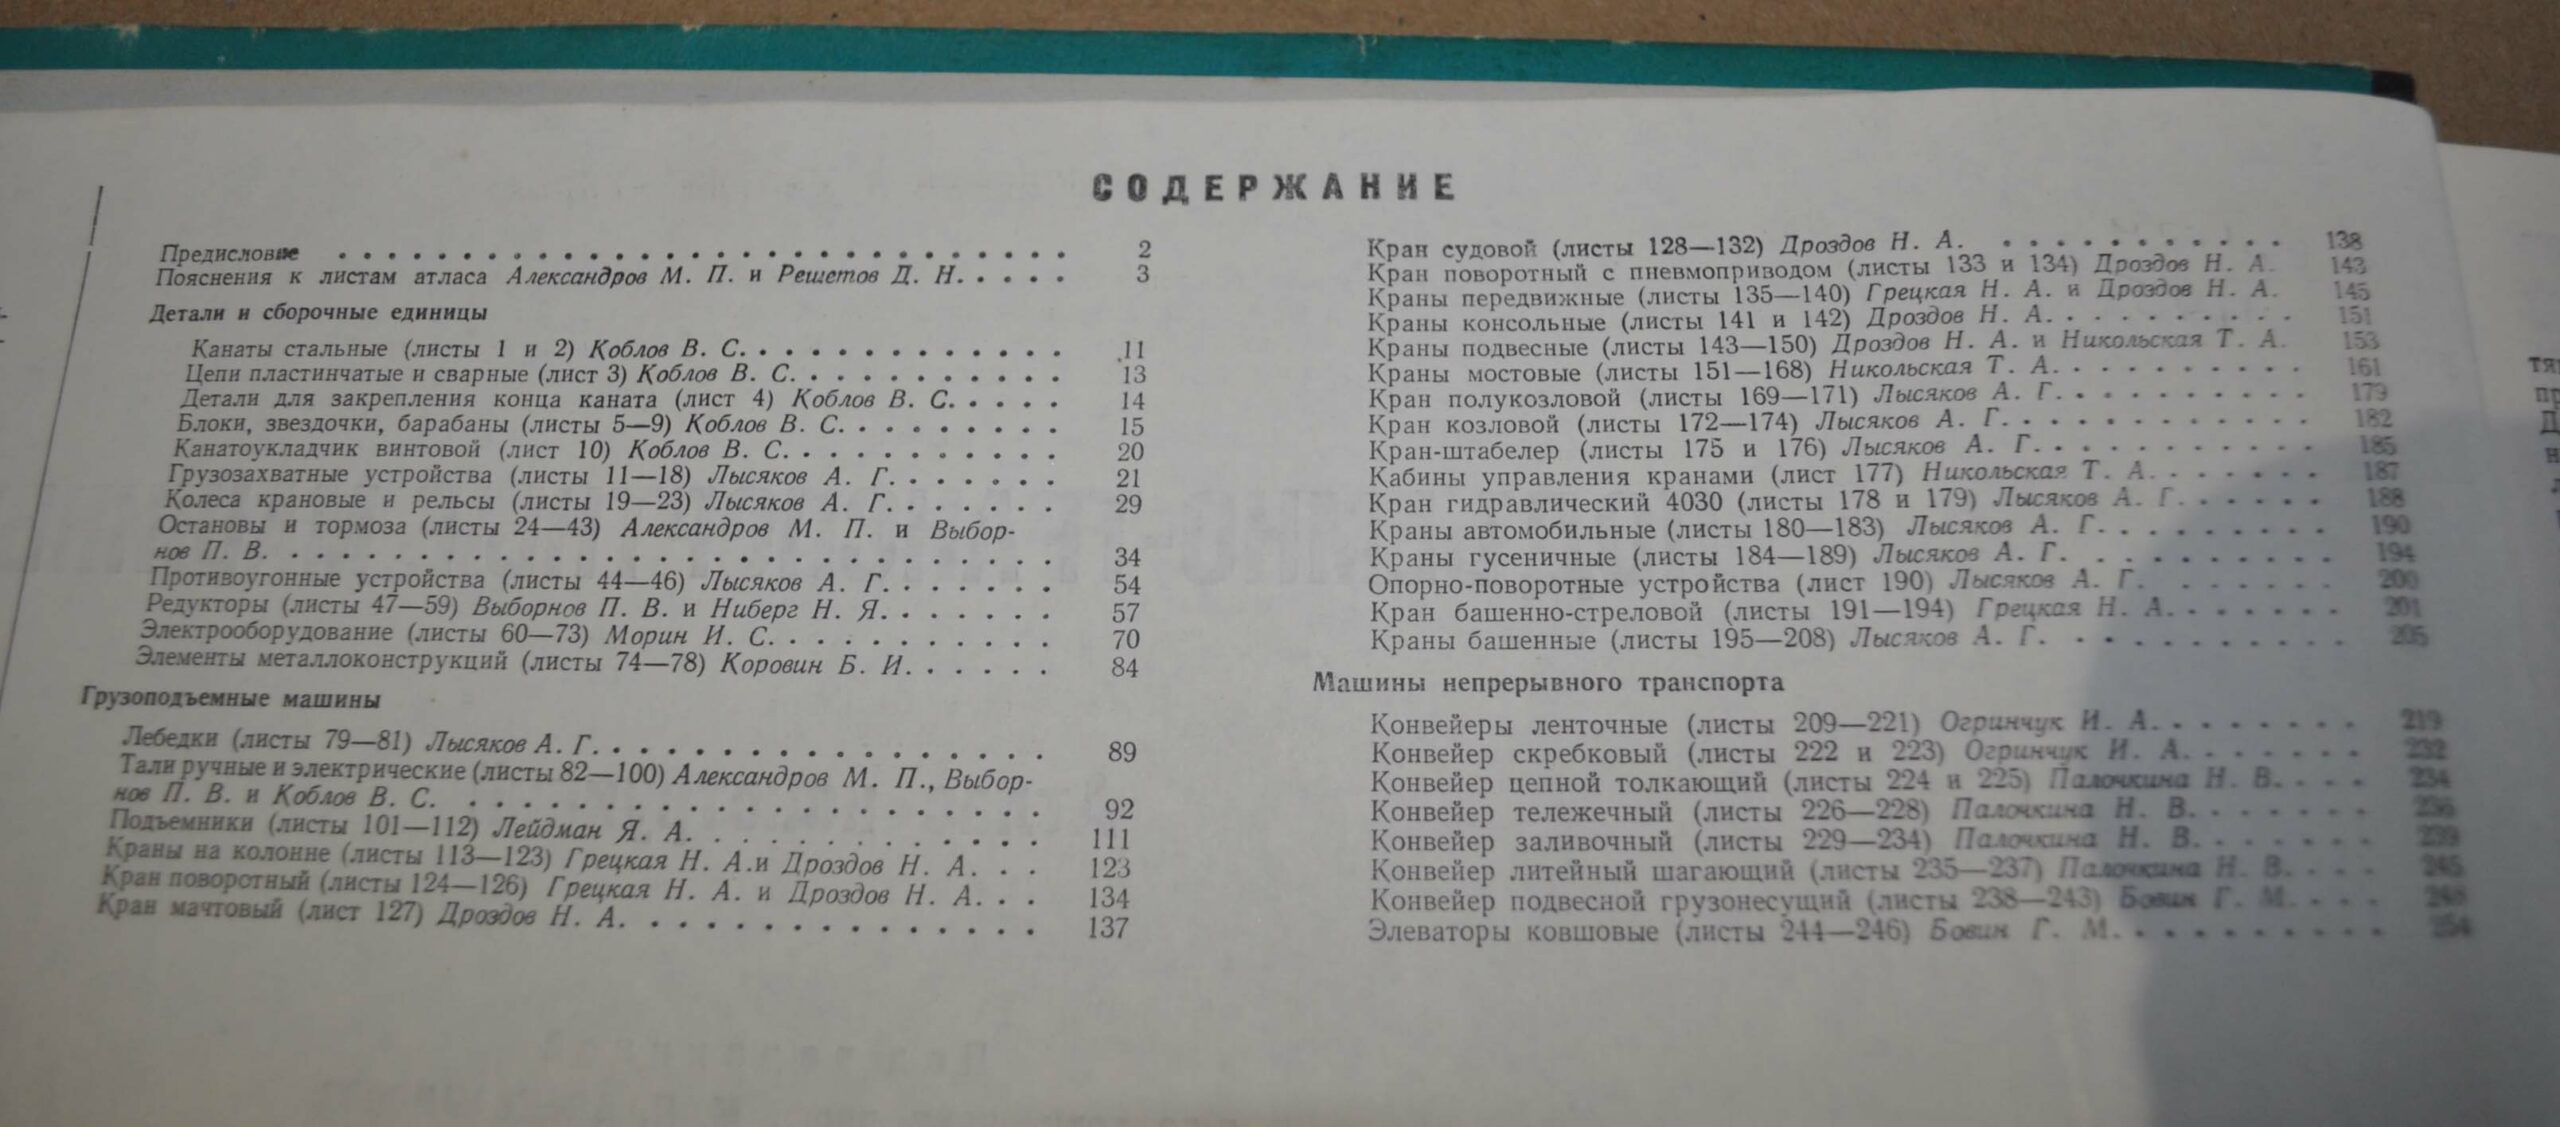 СОДЕРЖАНИЕ
Предисловие . . . . . . . . . . . . . . . . . . . . . . . . . . 2
Пояснения к листам атласа Александров М. П. и Решетов Д. Н. . . . . 3
Детали и сборочные единицы
Канаты стальные (листы 1 и 2) Коблов В. С. . . . . . . . . . . . 11
Цепи пластинчатые и сварные (лист 3) Коблов В. С. . . . . . . . . . 13
Детали для закрепления конца каната (лист 4) Коблов В. С. . . . . 14
Блоки, звездочки, барабаны (листы 5—9) Коблов В. С. . . . . . . . . 15
Канатоукладчик винтовой (лист 10) Коблов В. С. . . . . . . . . . 20
Грузозахватные устройства (листы 11—18) Лысяков А. Г. . . . . . . 21
Колеса крановые и рельсы (листы 19—23) Лысяков А. Г. . . . . . . 29
Остановы и тормоза (листы 24—43) Александров М. П. и Выбор-
нов П. В. . . . . . . . . . . . . . . . . . . . . . . . . 34
Противоугонные устройства (листы 44—46) Лысяков А. Г. . . . . . . 54
Редукторы (листы 47—59) Выборнов П. В. и Ниберг Н. Я. . . . . . . 57
Электрооборудование (листы 60—73) Морин И. С. . . . . . . . . . . 70
Элементы металлоконструкций (листы 74—78) Коровин Б. И. . . . . . 84
Грузоподъемные машины
Лебедки (листы 79—81) Лысяков А. Г. . . . . . . . . . . . . . . . 89
Тали ручные и электрические (листы 82—100) Александров М. П., Выбор-
нов П. В. и Коблов В. С. . . . . . . . . . . . . . . . . . . . . 92
Подъемники (листы 101—112) Лейдман Я. А. . . . . . . . . . . . . 111
Краны на колонне (листы 113—123) Грецкая Н. А.и Дроздов Н. А. . . 123
Кран поворотный (листы 124—126) Грецкая Н. А. и Дроздов Н. А. . . 134
Кран мачтовый (лист 127) Дроздов Н. А. . . . . . . . . . . . . . . 137
Кран судовой (листы 128—132) Дроздов Н. А. . . . . . . . . . . . 138
Кран поворотный с пневмоприводом (листы 133 и 134) Дроздов Н. А. 143
Краны передвижные (листы 135—140) Грецкая Н. А. и Дроздов Н. А. 145
Краны консольные (листы 141 и 142) Дроздов Н. А. . . . . . . . . . 151
Краны подвесные (листы 143—150) Дроздов Н. А. и Никольская Т. А. 153
Краны мостовые (листы 151—168) Никольская Т. А. . . . . . . . . . 161
Кран полукозловой (листы 169—171) Лысяков А. Г. . . . . . . . . . 179
Кран козловой (листы 172—174) Лысяков А. Г. . . . . . . . . . . . 182
Кран-штабелер (листы 175 и 176) Лысяков А. Г. . . . . . . . . . . 185
Кабины управления кранами (лист 177) Никольская Т. А. . . . . . . 187
Кран гидравлический 4030 (листы 178 и 179) Лысяков А. Г. . . . . . 188
Краны автомобильные (листы 180—183) Лысяков А. Г. . . . . . . . . 190
Краны гусеничные (листы 184—189) Лысяков А. Г. . . . . . . . . . 194
Опорно-поворотные устройства (лист 190) Лысяков А. Г. . . . . . . 200
Кран башенно-стреловой (листы 191—194) Грецкая Н. А. . . . . . . 201
Краны башенные (листы 195—208) Лысяков А. Г. . . . . . . . . . . 205
Машины непрерывного транспорта
Конвейеры ленточные (листы 209—221) Огринчук И. А. . . . . . . . 219
Конвейер скребковый (листы 222 и 223) Огринчук И. А. . . . . . . 232
Конвейер цепной толкающий (листы 224 и 225) Палочкина Н. В. . . . 234
Конвейер тележечный (листы 226—228) Палочкина Н. В. . . . . . . . 236
Конвейер заливочный (листы 229—234) Палочкина Н. В. . . . . . . . 239
Конвейер литейный шагающий (листы 235—237) Палочкина Н. В. . . . 245
Конвейер подвесной грузонесущий (листы 238—243) Бовин Г. М. . . . 248
Элеваторы ковшовые (листы 244—246) Бовин Г. М. . . . . . . . . . 254